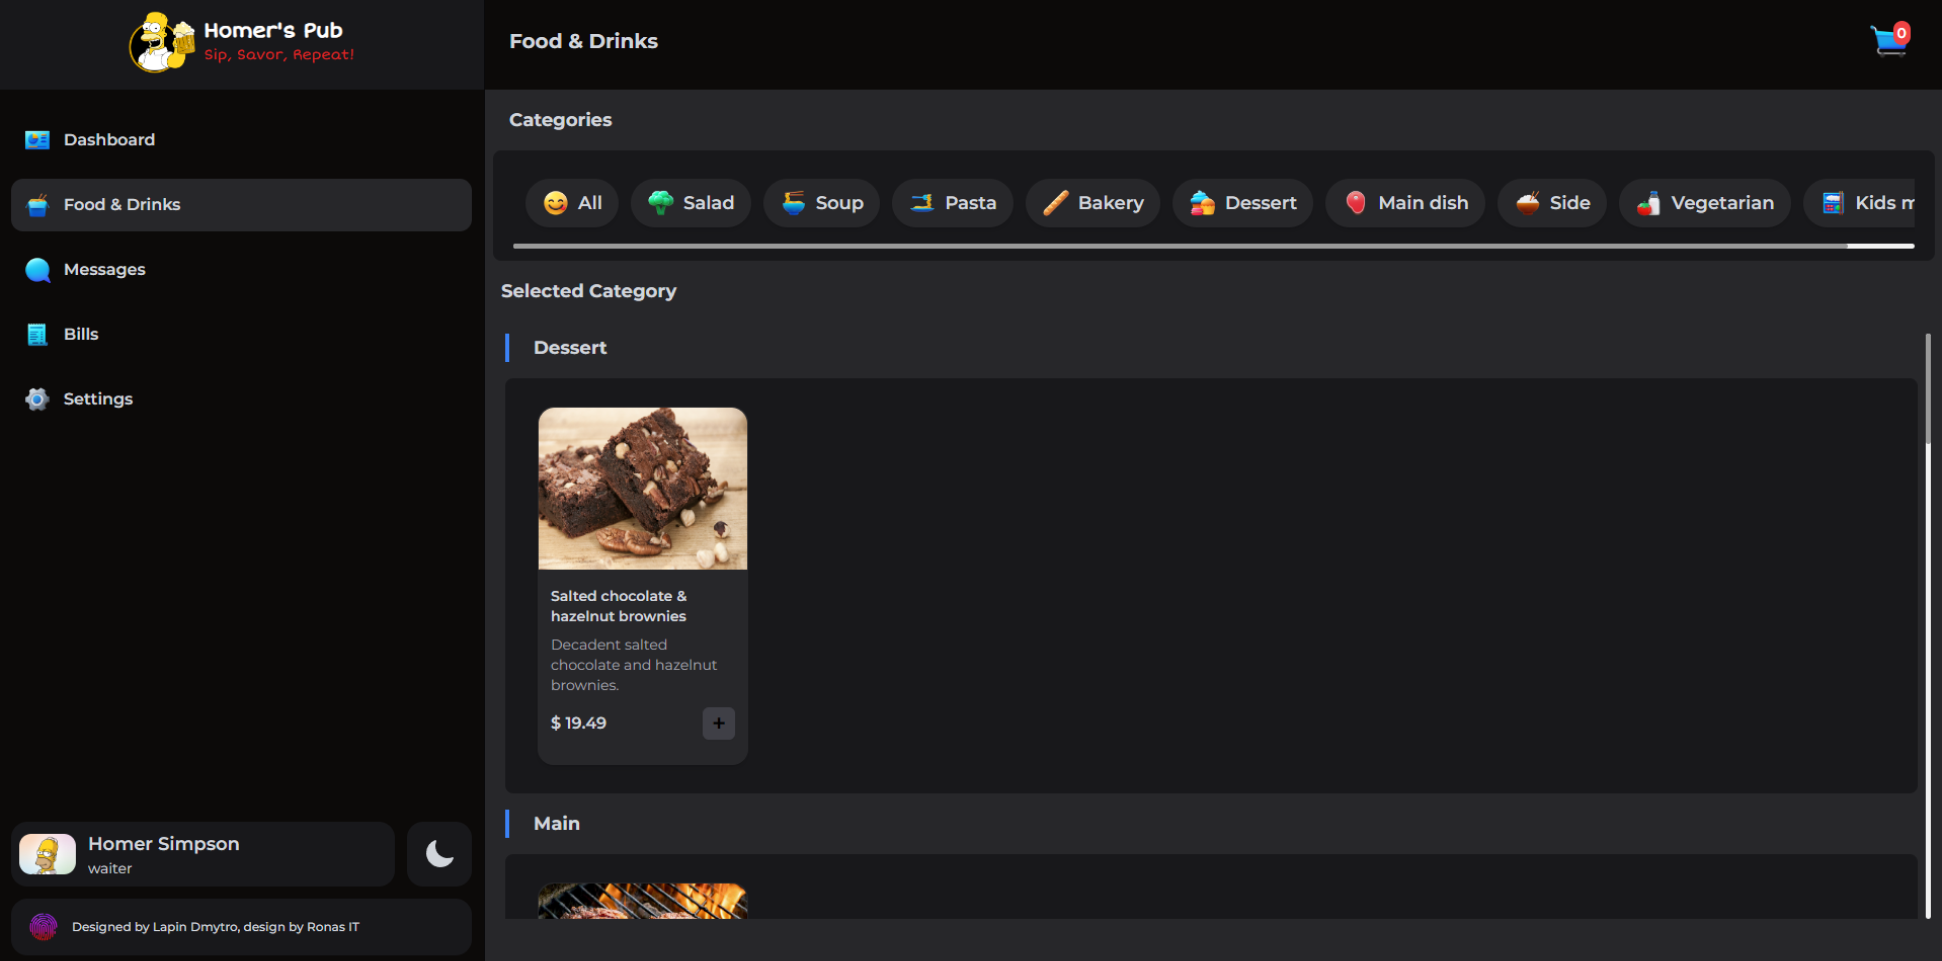 Homer's Pub
Sip, Savor, Repeat!
Food & Drinks
0
Dashboard
Food & Drinks
Messages
Bills
Settings
Homer Simpson
waiter
Designed by Lapin Dmytro, design by Ronas IT
Categories
All
Salad
Soup
Pasta
Bakery
Dessert
Main dish
Side
Vegetarian
Kids m
Selected Category
Dessert
Salted chocolate &
hazelnut brownies
Decadent salted
chocolate and hazelnut
brownies.
$ 19.49
+
Main